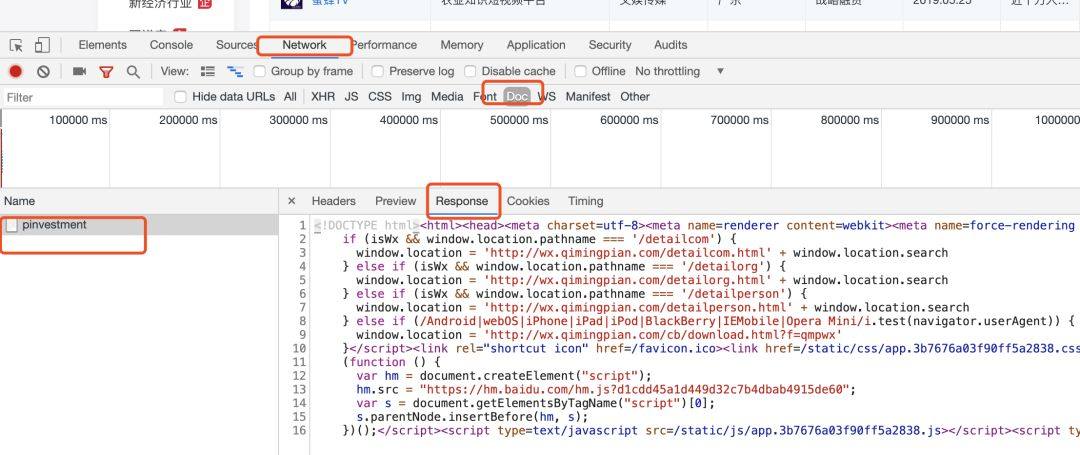 新经济行业 企
蜜蜂TV 农业知识短视频平台 文娱传媒 广东 战略融资 2019.05.25
Elements Console Sources Network Performance Memory Application Security Audits
View: Group by frame Preserve log Disable cache Offline No throttling
Filter Hide data URLs All XHR JS CSS Img Media Font Doc WS Manifest Other
100000 ms 200000 ms 300000 ms 400000 ms 500000 ms 600000 ms 700000 ms 800000 ms 900000 ms 1000000
Name × Headers Preview Response Cookies Timing
pinvestment
1 <!DOCTYPE html><html><head><meta charset=utf-8><meta name=renderer content=webkit><meta name=force-rendering
2 if (isWx && window.location.pathname === '/detailcom') {
3 window.location = 'http://wx.qimingpian.com/detailcom.html' + window.location.search
4 } else if (isWx && window.location.pathname === '/detailorg') {
5 window.location = 'http://wx.qimingpian.com/detailorg.html' + window.location.search
6 } else if (isWx && window.location.pathname === '/detailperson') {
7 window.location = 'http://wx.qimingpian.com/detailperson.html' + window.location.search
8 } else if (/Android|webOS|iPhone|iPad|iPod|BlackBerry|IEMobile|Opera Mini/i.test(navigator.userAgent)) {
9 window.location = 'http://wx.qimingpian.com/cb/download.html?f=qmpwx'
10 }</script><link rel="shortcut icon" href=/favicon.ico><link href=/static/css/app.3b7676a03f90ff5a2838.css
11 (function () {
12 var hm = document.createElement("script");
13 hm.src = "https://hm.baidu.com/hm.js?d1cdd45a1d449d32c7b4dbab4915de60";
14 var s = document.getElementsByTagName("script")[0];
15 s.parentNode.insertBefore(hm, s);
16 })();</script><script type=text/javascript src=/static/js/app.3b7676a03f90ff5a2838.js></script><script ty